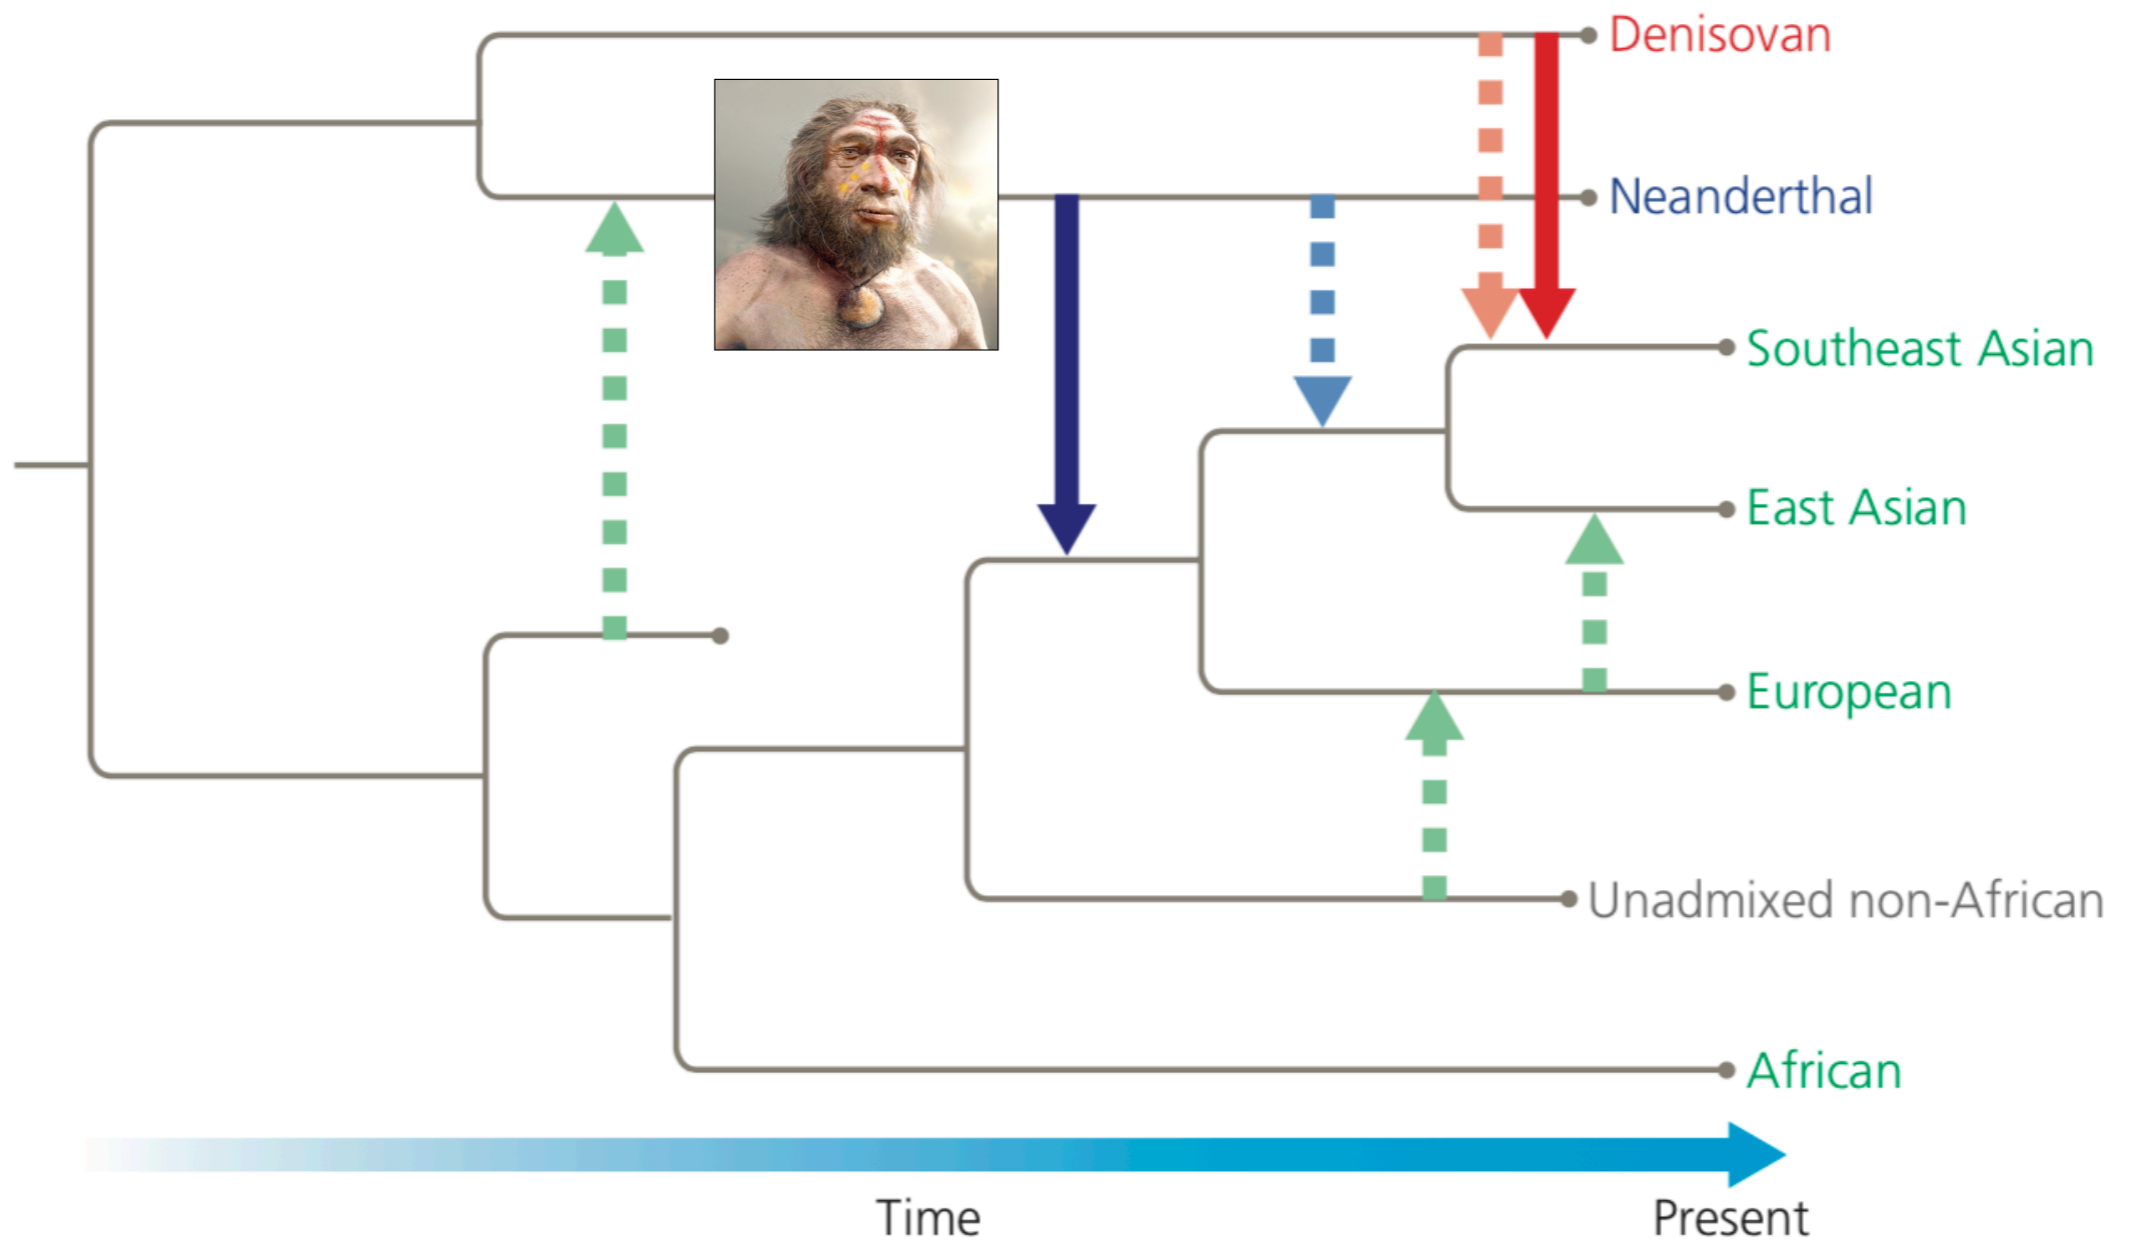 Denisovan
Neanderthal
Southeast Asian
East Asian
European
Unadmixed non-African
African
Time
Present